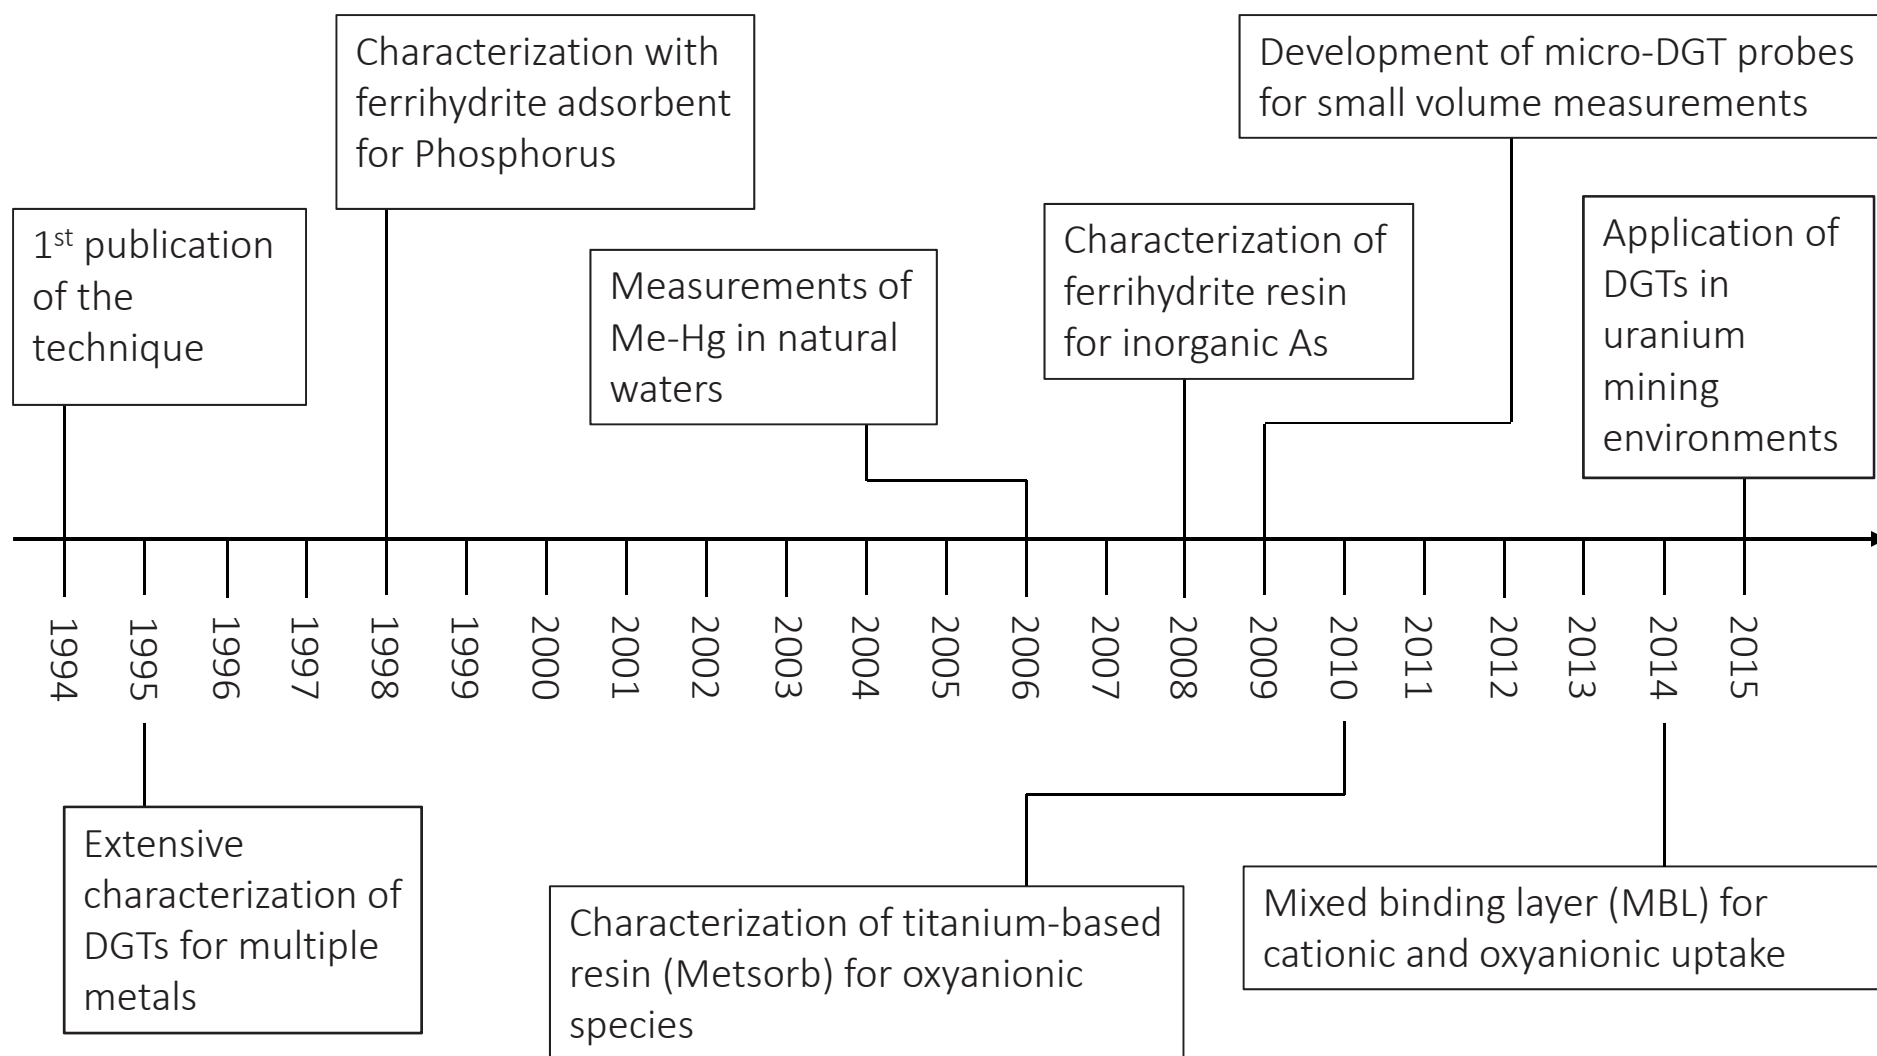 Characterization with
ferrihydrite adsorbent
for Phosphorus
Development of micro-DGT probes
for small volume measurements
1st publication
of the
technique
Measurements of
Me-Hg in natural
waters
Characterization of
ferrihydrite resin
for inorganic As
Application of
DGTs in
uranium
mining
environments
1994
1995
1996
1997
1998
1999
2000
2001
2002
2003
2004
2005
2006
2007
2008
2009
2010
2011
2012
2013
2014
2015
Extensive
characterization of
DGTs for multiple
metals
Characterization of titanium-based
resin (Metsorb) for oxyanionic
species
Mixed binding layer (MBL) for
cationic and oxyanionic uptake